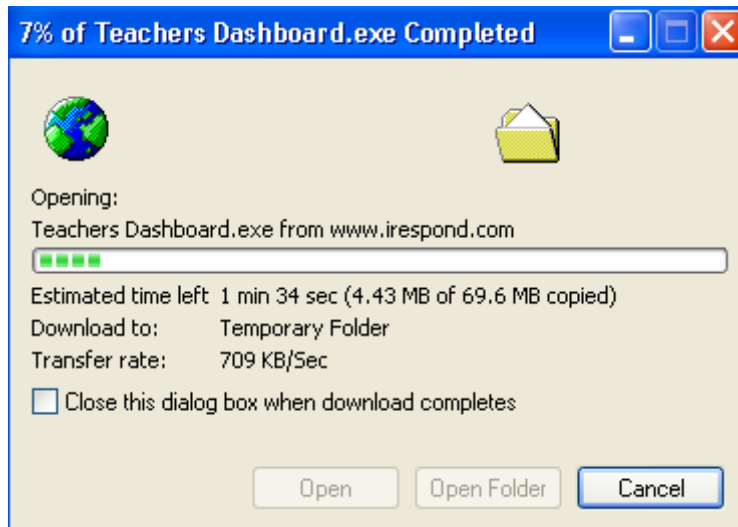 7% of Teachers Dashboard.exe Completed
Opening:
Teachers Dashboard.exe from www.irespond.com
Estimated time left 1 min 34 sec (4.43 MB of 69.6 MB copied)
Download to: Temporary Folder
Transfer rate: 709 KB/Sec
Close this dialog box when download completes
Open Open Folder Cancel